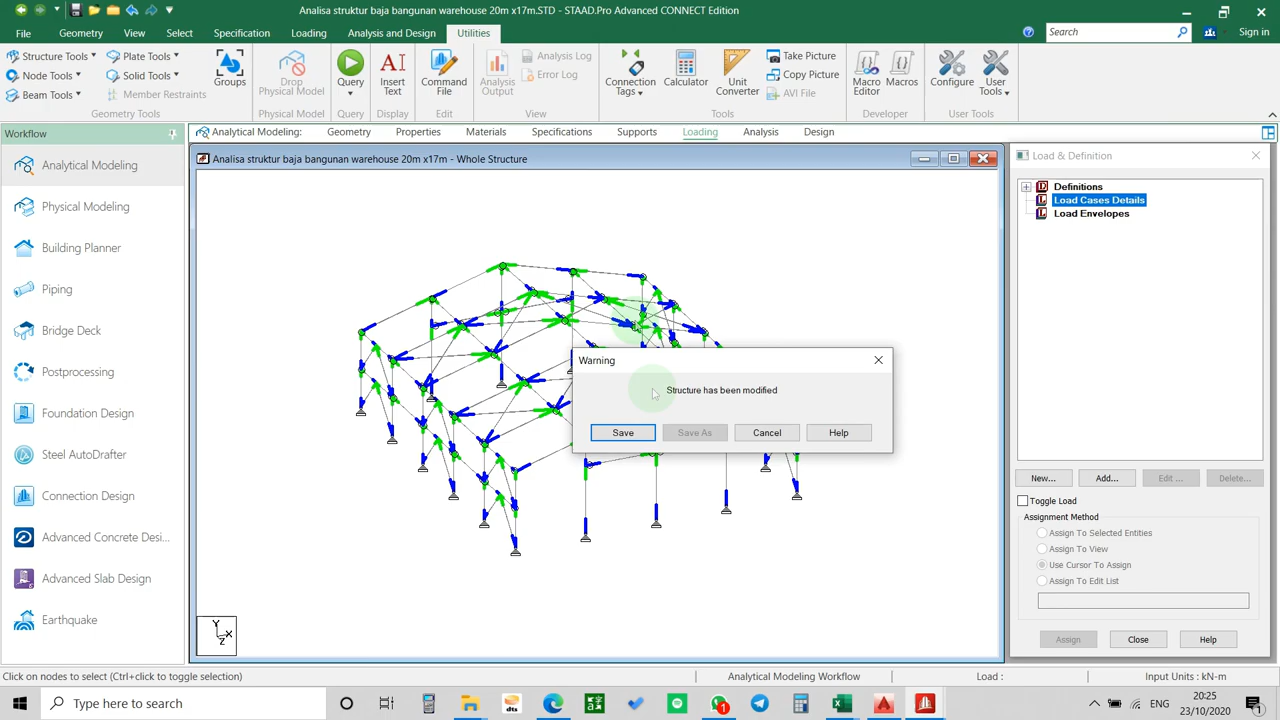 Analisa struktur baja bangunan warehouse 20m x17m.STD - STAAD.Pro Advanced CONNECT Edition
File Geometry View Select Specification Loading Analysis and Design Utilities Search Sign in
Structure Tools Plate Tools
Node Tools Solid Tools
Beam Tools Member Restraints
Geometry Tools
Groups
Drop Physical Model
Physical Model
Query
Query
Insert Text
Display
Command File
Edit
Analysis Output
Analysis Log
Error Log
View
Connection Tags
Calculator
Unit Converter
Take Picture
Copy Picture
AVI File
Tools
Macro Editor
Macros
Developer
Configure
User Tools
User Tools
Workflow
Analytical Modeling: Geometry Properties Materials Specifications Supports Loading Analysis Design
Analytical Modeling
Physical Modeling
Building Planner
Piping
Bridge Deck
Postprocessing
Foundation Design
Steel AutoDrafter
Connection Design
Advanced Concrete Desi...
Advanced Slab Design
Earthquake
Analisa struktur baja bangunan warehouse 20m x17m - Whole Structure
Y
X
Z
Warning
Structure has been modified
Save Save As Cancel Help
Load & Definition
Definitions
Load Cases Details
Load Envelopes
New... Add... Edit ... Delete...
Toggle Load
Assignment Method
Assign To Selected Entities
Assign To View
Use Cursor To Assign
Assign To Edit List
Assign Close Help
Click on nodes to select (Ctrl+click to toggle selection) Analytical Modeling Workflow Load : Input Units : kN-m
Type here to search
dts
1
ENG
20:25
23/10/2020
1